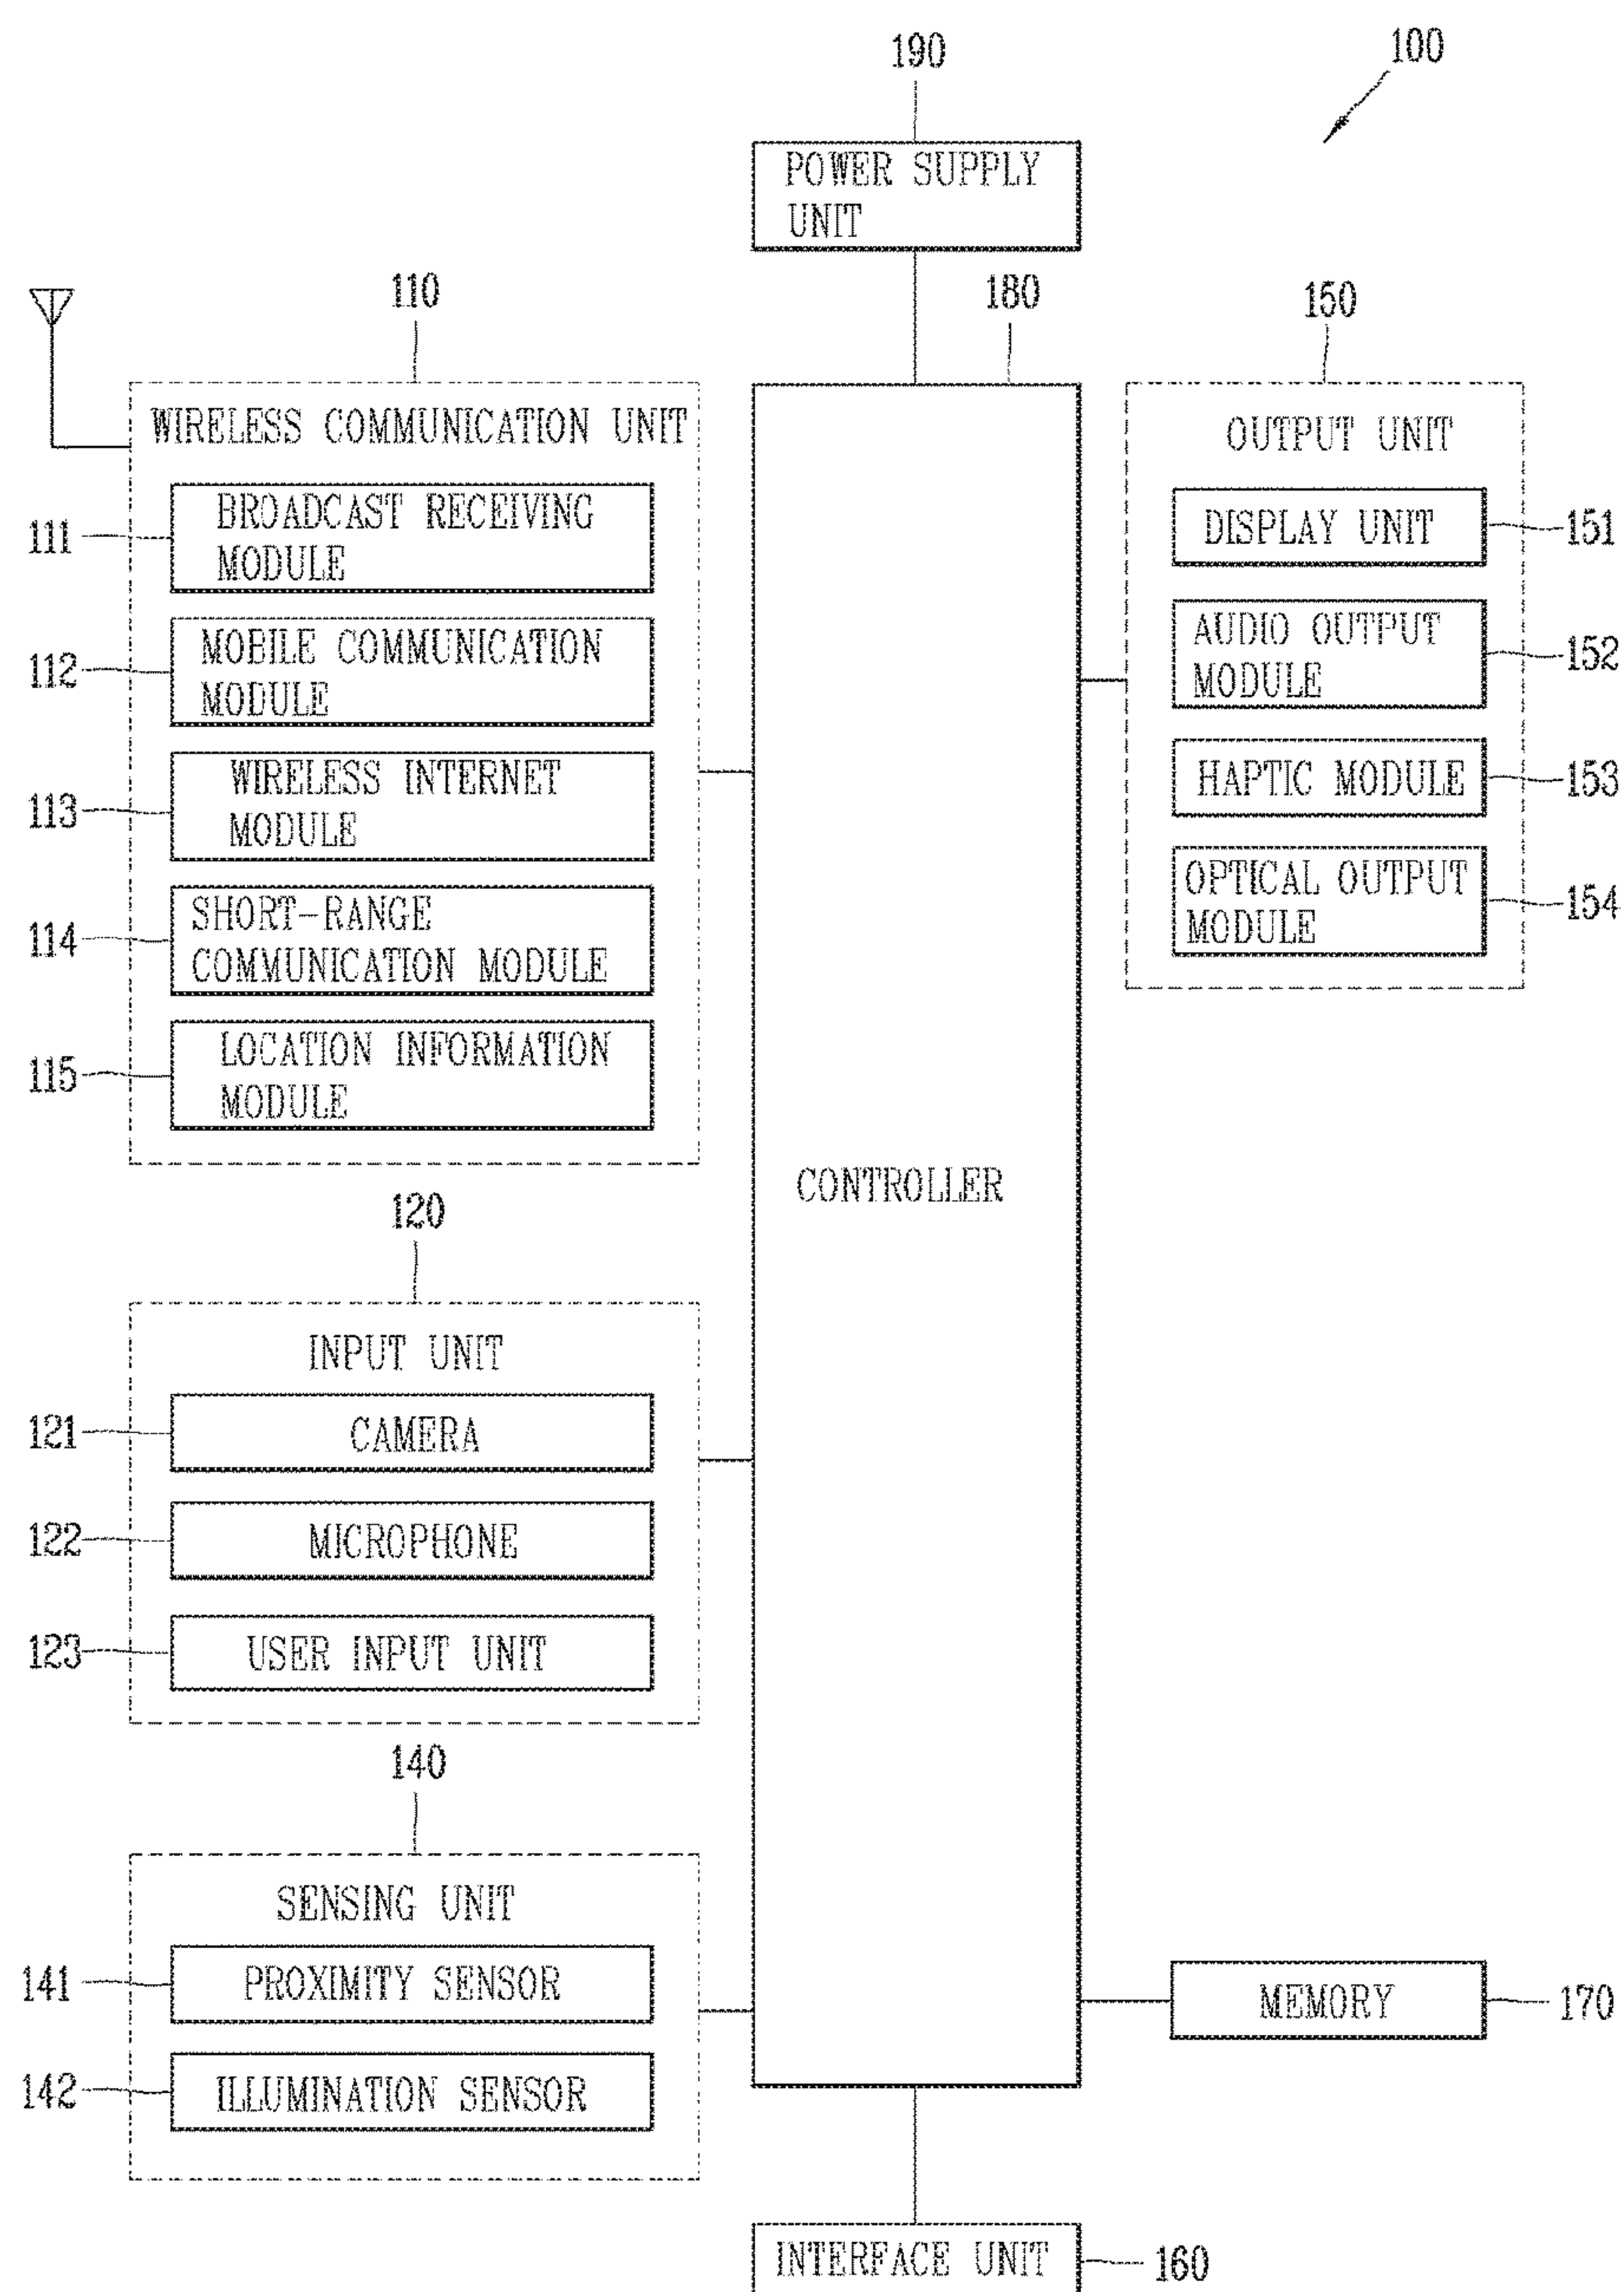 190
100
POWER SUPPLY
UNIT
110
180
150
WIRELESS COMMUNICATION UNIT
111
BROADCAST RECEIVING
MODULE
112
MOBILE COMMUNICATION
MODULE
113
WIRELESS INTERNET
MODULE
114
SHORT-RANGE
COMMUNICATION MODULE
115
LOCATION INFORMATION
MODULE
OUTPUT UNIT
DISPLAY UNIT
151
AUDIO OUTPUT
MODULE
152
HAPTIC MODULE
153
OPTICAL OUTPUT
MODULE
154
CONTROLLER
120
INPUT UNIT
121
CAMERA
122
MICROPHONE
123
USER INPUT UNIT
140
SENSING UNIT
141
PROXIMITY SENSOR
142
ILLUMINATION SENSOR
MEMORY
170
INTERFACE UNIT
160